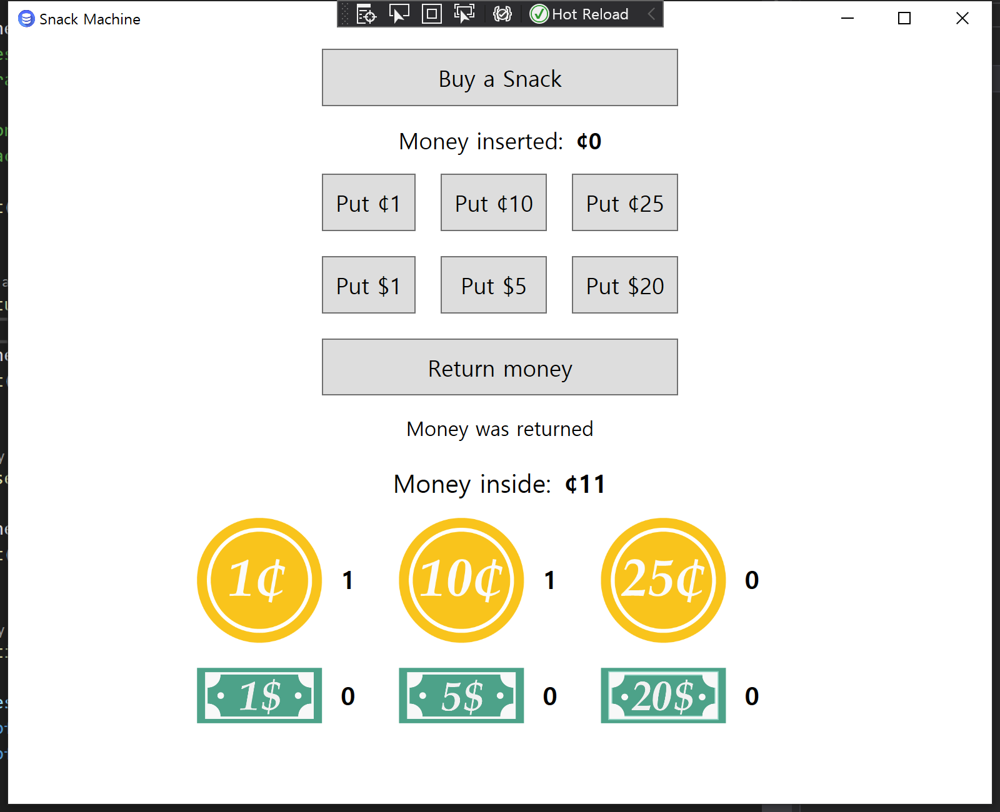 Snack Machine
Hot Reload
Buy a Snack
Money inserted: ¢0
Put ¢1 Put ¢10 Put ¢25
Put $1 Put $5 Put $20
Return money
Money was returned
Money inside: ¢11
1¢ 1 10¢ 1 25¢ 0
1$ 0 5$ 0 20$ 0